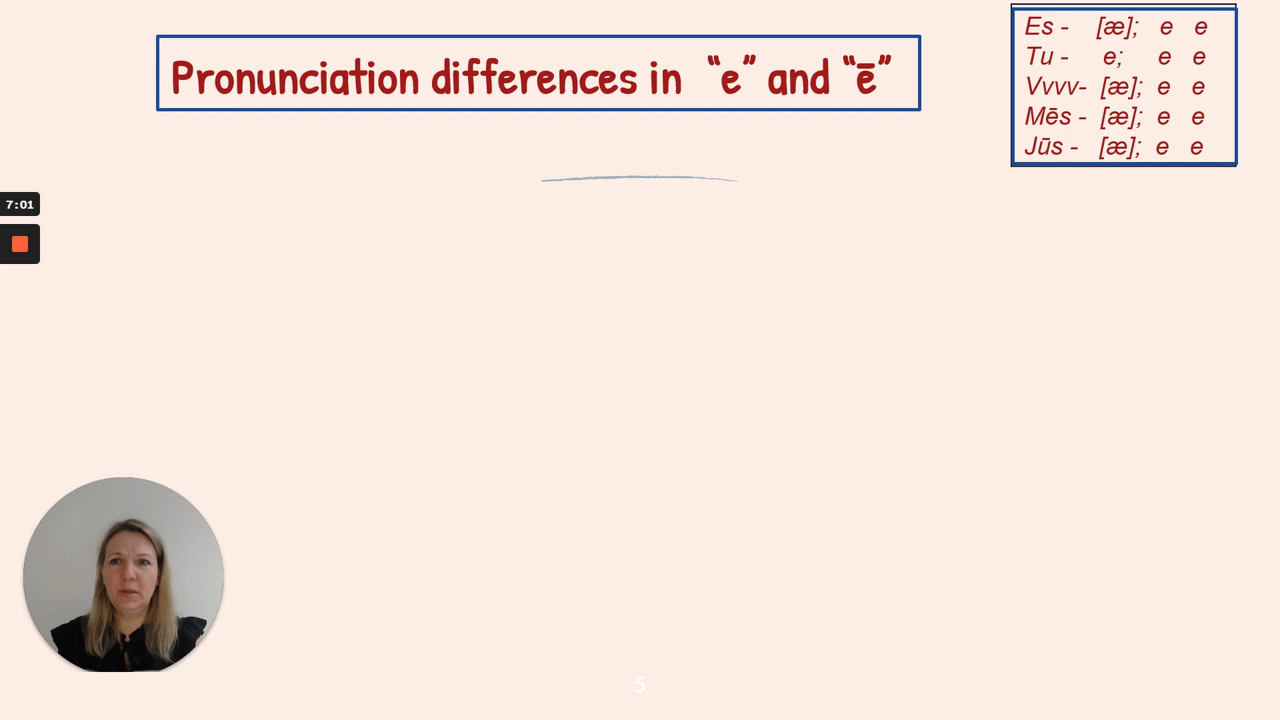 Pronunciation differences in “e” and “ē”
Es - [æ]; e e
Tu - e; e e
Vvvv- [æ]; e e
Mēs - [æ]; e e
Jūs - [æ]; e e
7:01
5